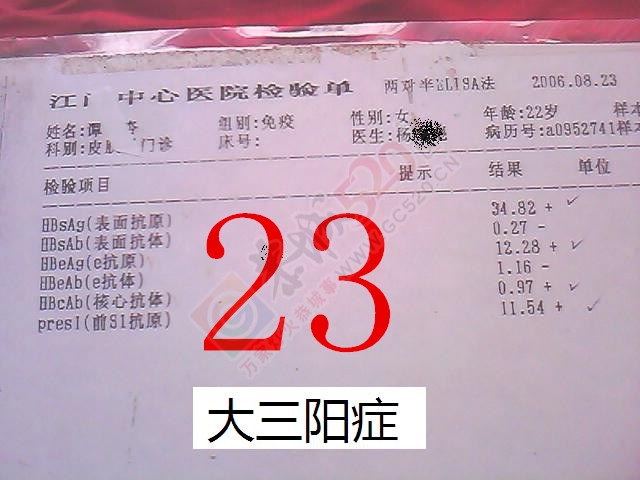 江门中心医院检验单 两对半ELISA法 2006.08.23
姓名:谭 组别:免疫 性别:女 年龄:22岁 样本
科别:皮肤 门诊 床号: 医生:杨 病历号:a0952741样本
检验项目 提示 结果 单位
HBsAg(表面抗原) 34.82 + ✓
HBsAb(表面抗体) 0.27 -
HBeAg(e抗原) 12.28 + ✓
HBeAb(e抗体) 1.16 -
HBcAb(核心抗体) 0.97 + ✓
presI(前S1抗原) 11.54 + ✓
23
大三阳症